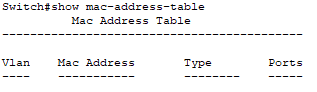 Switch#show mac-address-table
Mac Address Table
-------------------------------------------
Vlan Mac Address Type Ports
---- ----------- -------- -----